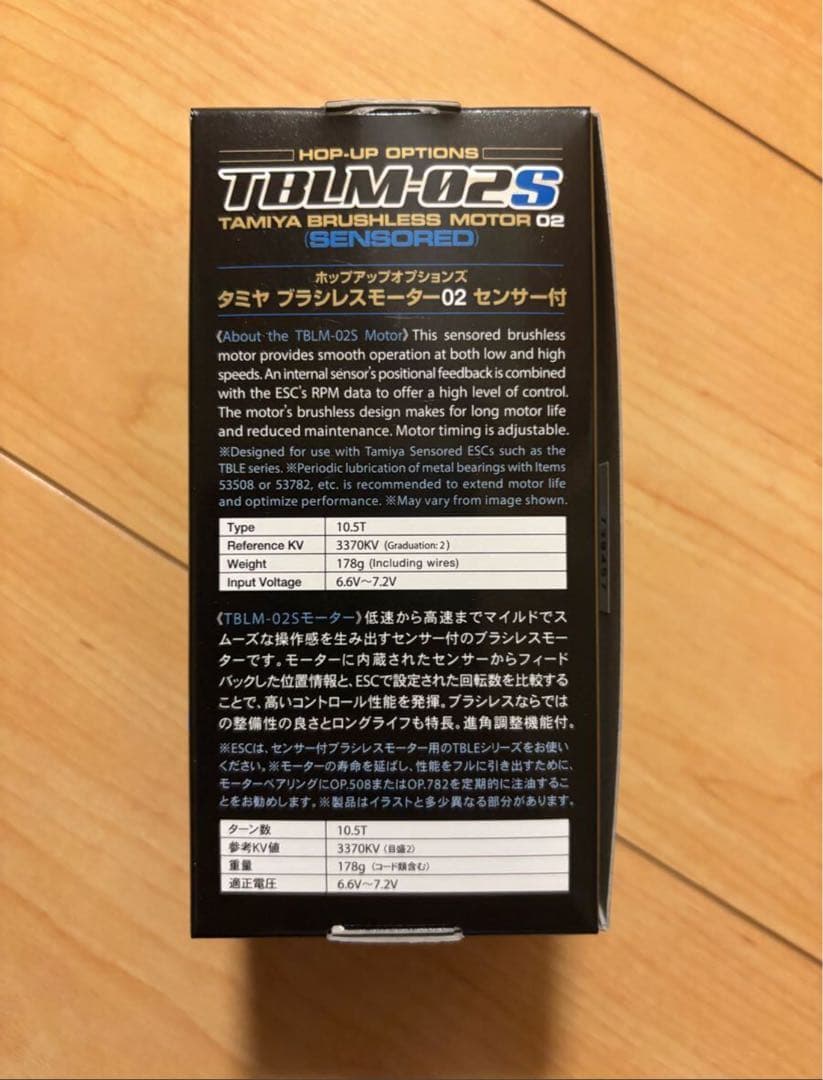 HOP-UP OPTIONS
TBLM-02S
TAMIYA BRUSHLESS MOTOR 02
(SENSORED)
ホップアップオプションズ
タミヤ ブラシレスモーター02 センサー付
《About the TBLM-02S Motor》This sensored brushless
motor provides smooth operation at both low and high
speeds. An internal sensor's positional feedback is combined
with the ESC's RPM data to offer a high level of control.
The motor's brushless design makes for long motor life
and reduced maintenance. Motor timing is adjustable.
※Designed for use with Tamiya Sensored ESCs such as the
TBLE series. ※Periodic lubrication of metal bearings with Items
53508 or 53782, etc. is recommended to extend motor life
and optimize performance. ※May vary from image shown.
Type 10.5T
Reference KV 3370KV (Graduation: 2)
Weight 178g (Including wires)
Input Voltage 6.6V～7.2V
《TBLM-02Sモーター》低速から高速までマイルドでス
ムーズな操作感を生み出すセンサー付のブラシレスモー
ターです。モーターに内蔵されたセンサーからフィード
バックした位置情報と、ESCで設定された回転数を比較する
ことで、高いコントロール性能を発揮。ブラシレスならでは
の整備性の良さとロングライフも特長。進角調整機能付。
※ESCは、センサー付ブラシレスモーター用のTBLEシリーズをお使い
ください。※モーターの寿命を延ばし、性能をフルに引き出すために、
モーターベアリングにOP.508またはOP.782を定期的に注油するこ
とをお勧めします。※製品はイラストと多少異なる部分があります。
ターン数 10.5T
参考KV値 3370KV (目盛2)
重量 178g (コード類含む)
適正電圧 6.6V～7.2V